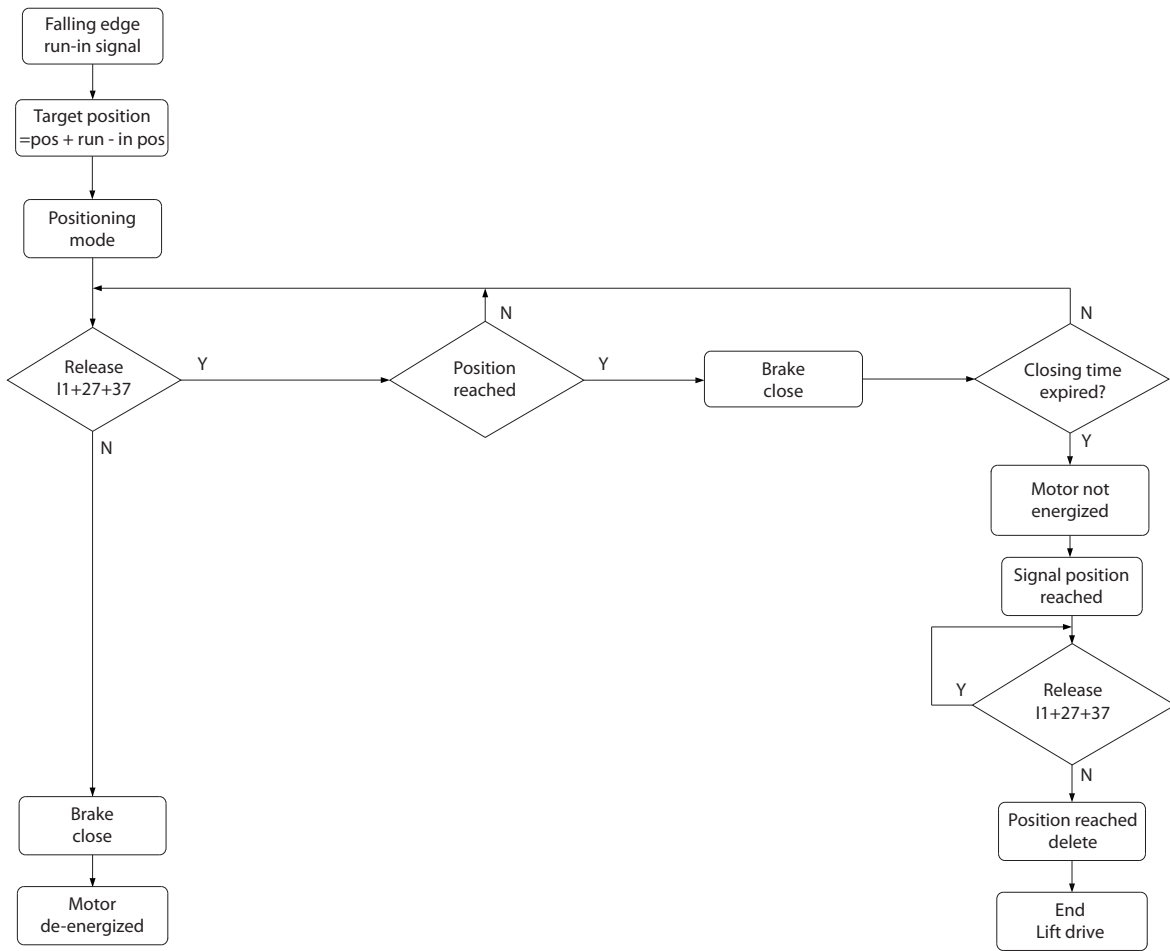 Falling edge
run-in signal
Target position
=pos + run - in pos
Positioning
mode
N
N
Release
I1+27+37
Y
Position
reached
Y
Brake
close
Closing time
expired?
N
Y
Motor not
energized
Signal position
reached
Y
Release
I1+27+37
N
Brake
close
Position reached
delete
Motor
de-energized
End
Lift drive